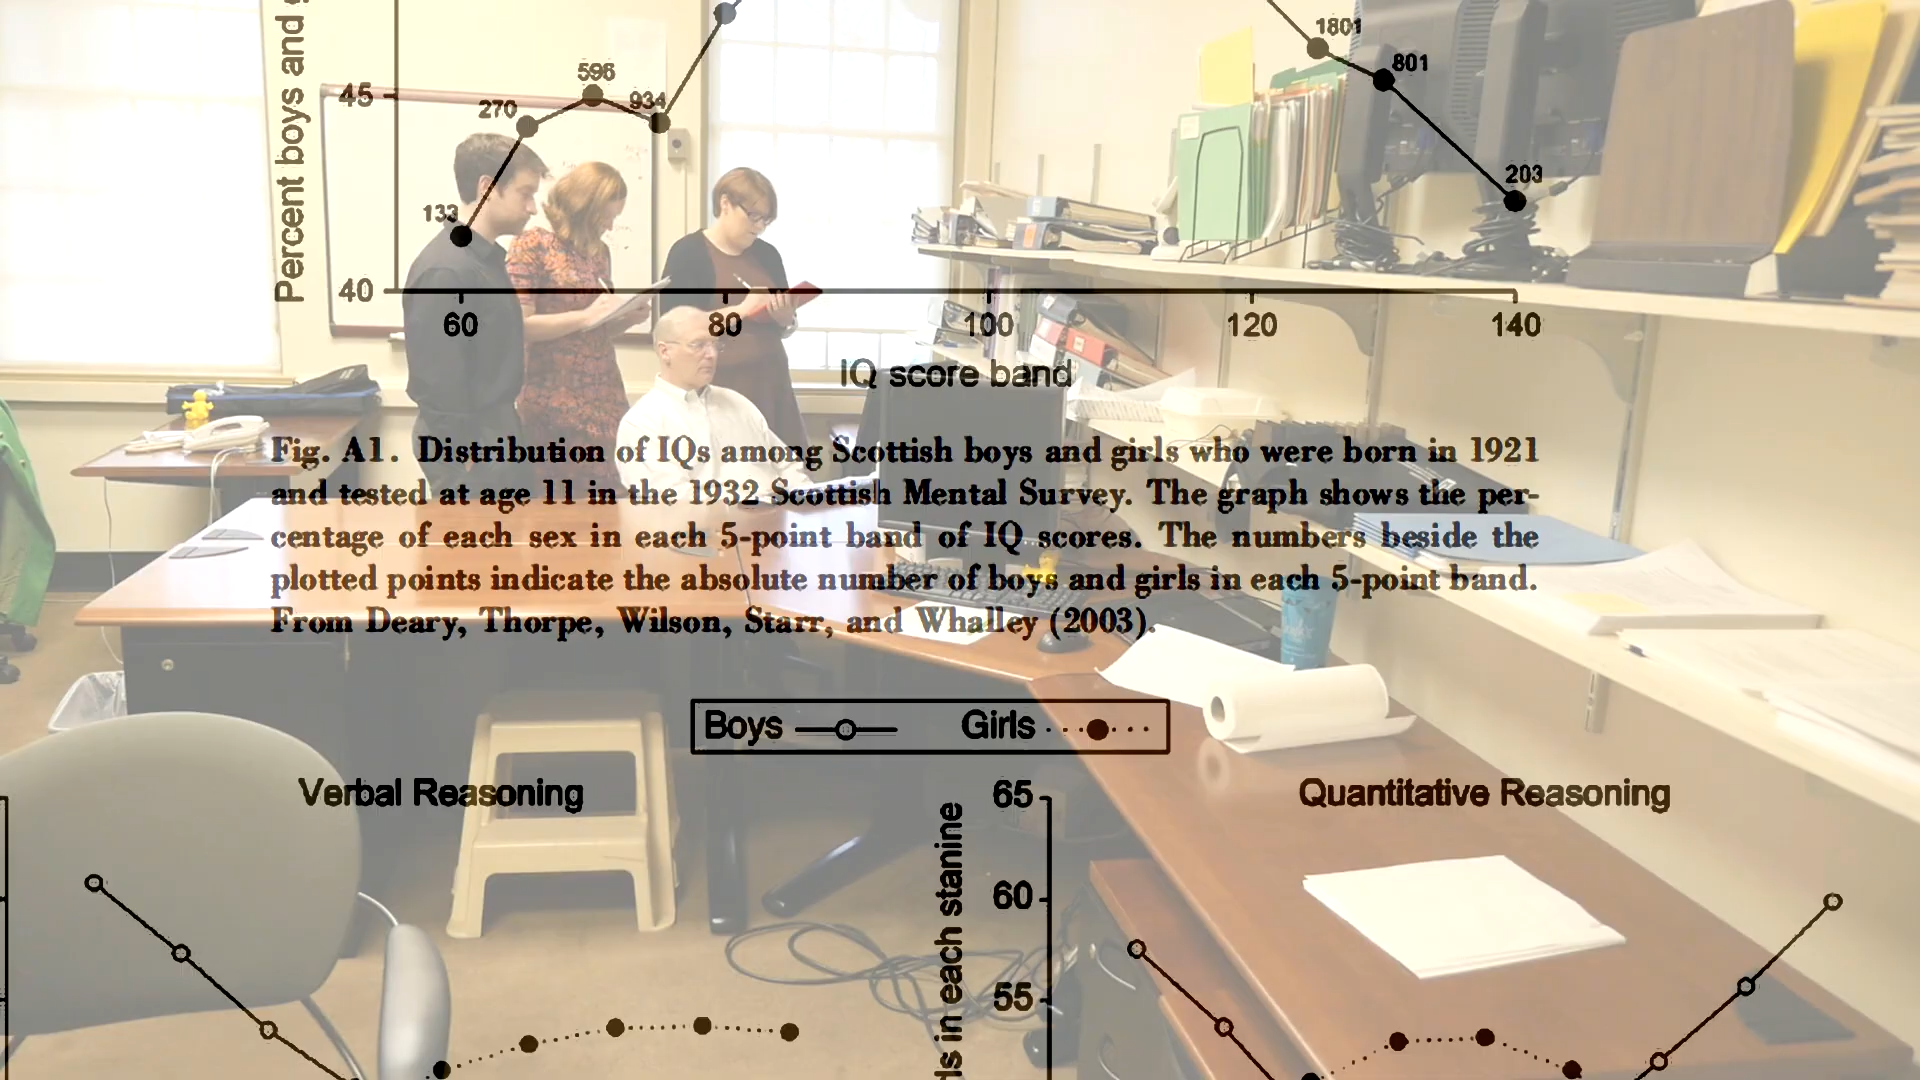 Percent boys and
1801
801
598
45
270
934
203
133
40
60
80
100
120
140
IQ score band
Fig. A1. Distribution of IQs among Scottish boys and girls who were born in 1921
and tested at age 11 in the 1932 Scottish Mental Survey. The graph shows the per-
centage of each sex in each 5-point band of IQ scores. The numbers beside the
plotted points indicate the absolute number of boys and girls in each 5-point band.
From Deary, Thorpe, Wilson, Starr, and Whalley (2003).
Boys
Girls
Verbal Reasoning
Quantitative Reasoning
65
60
55
in each stanine